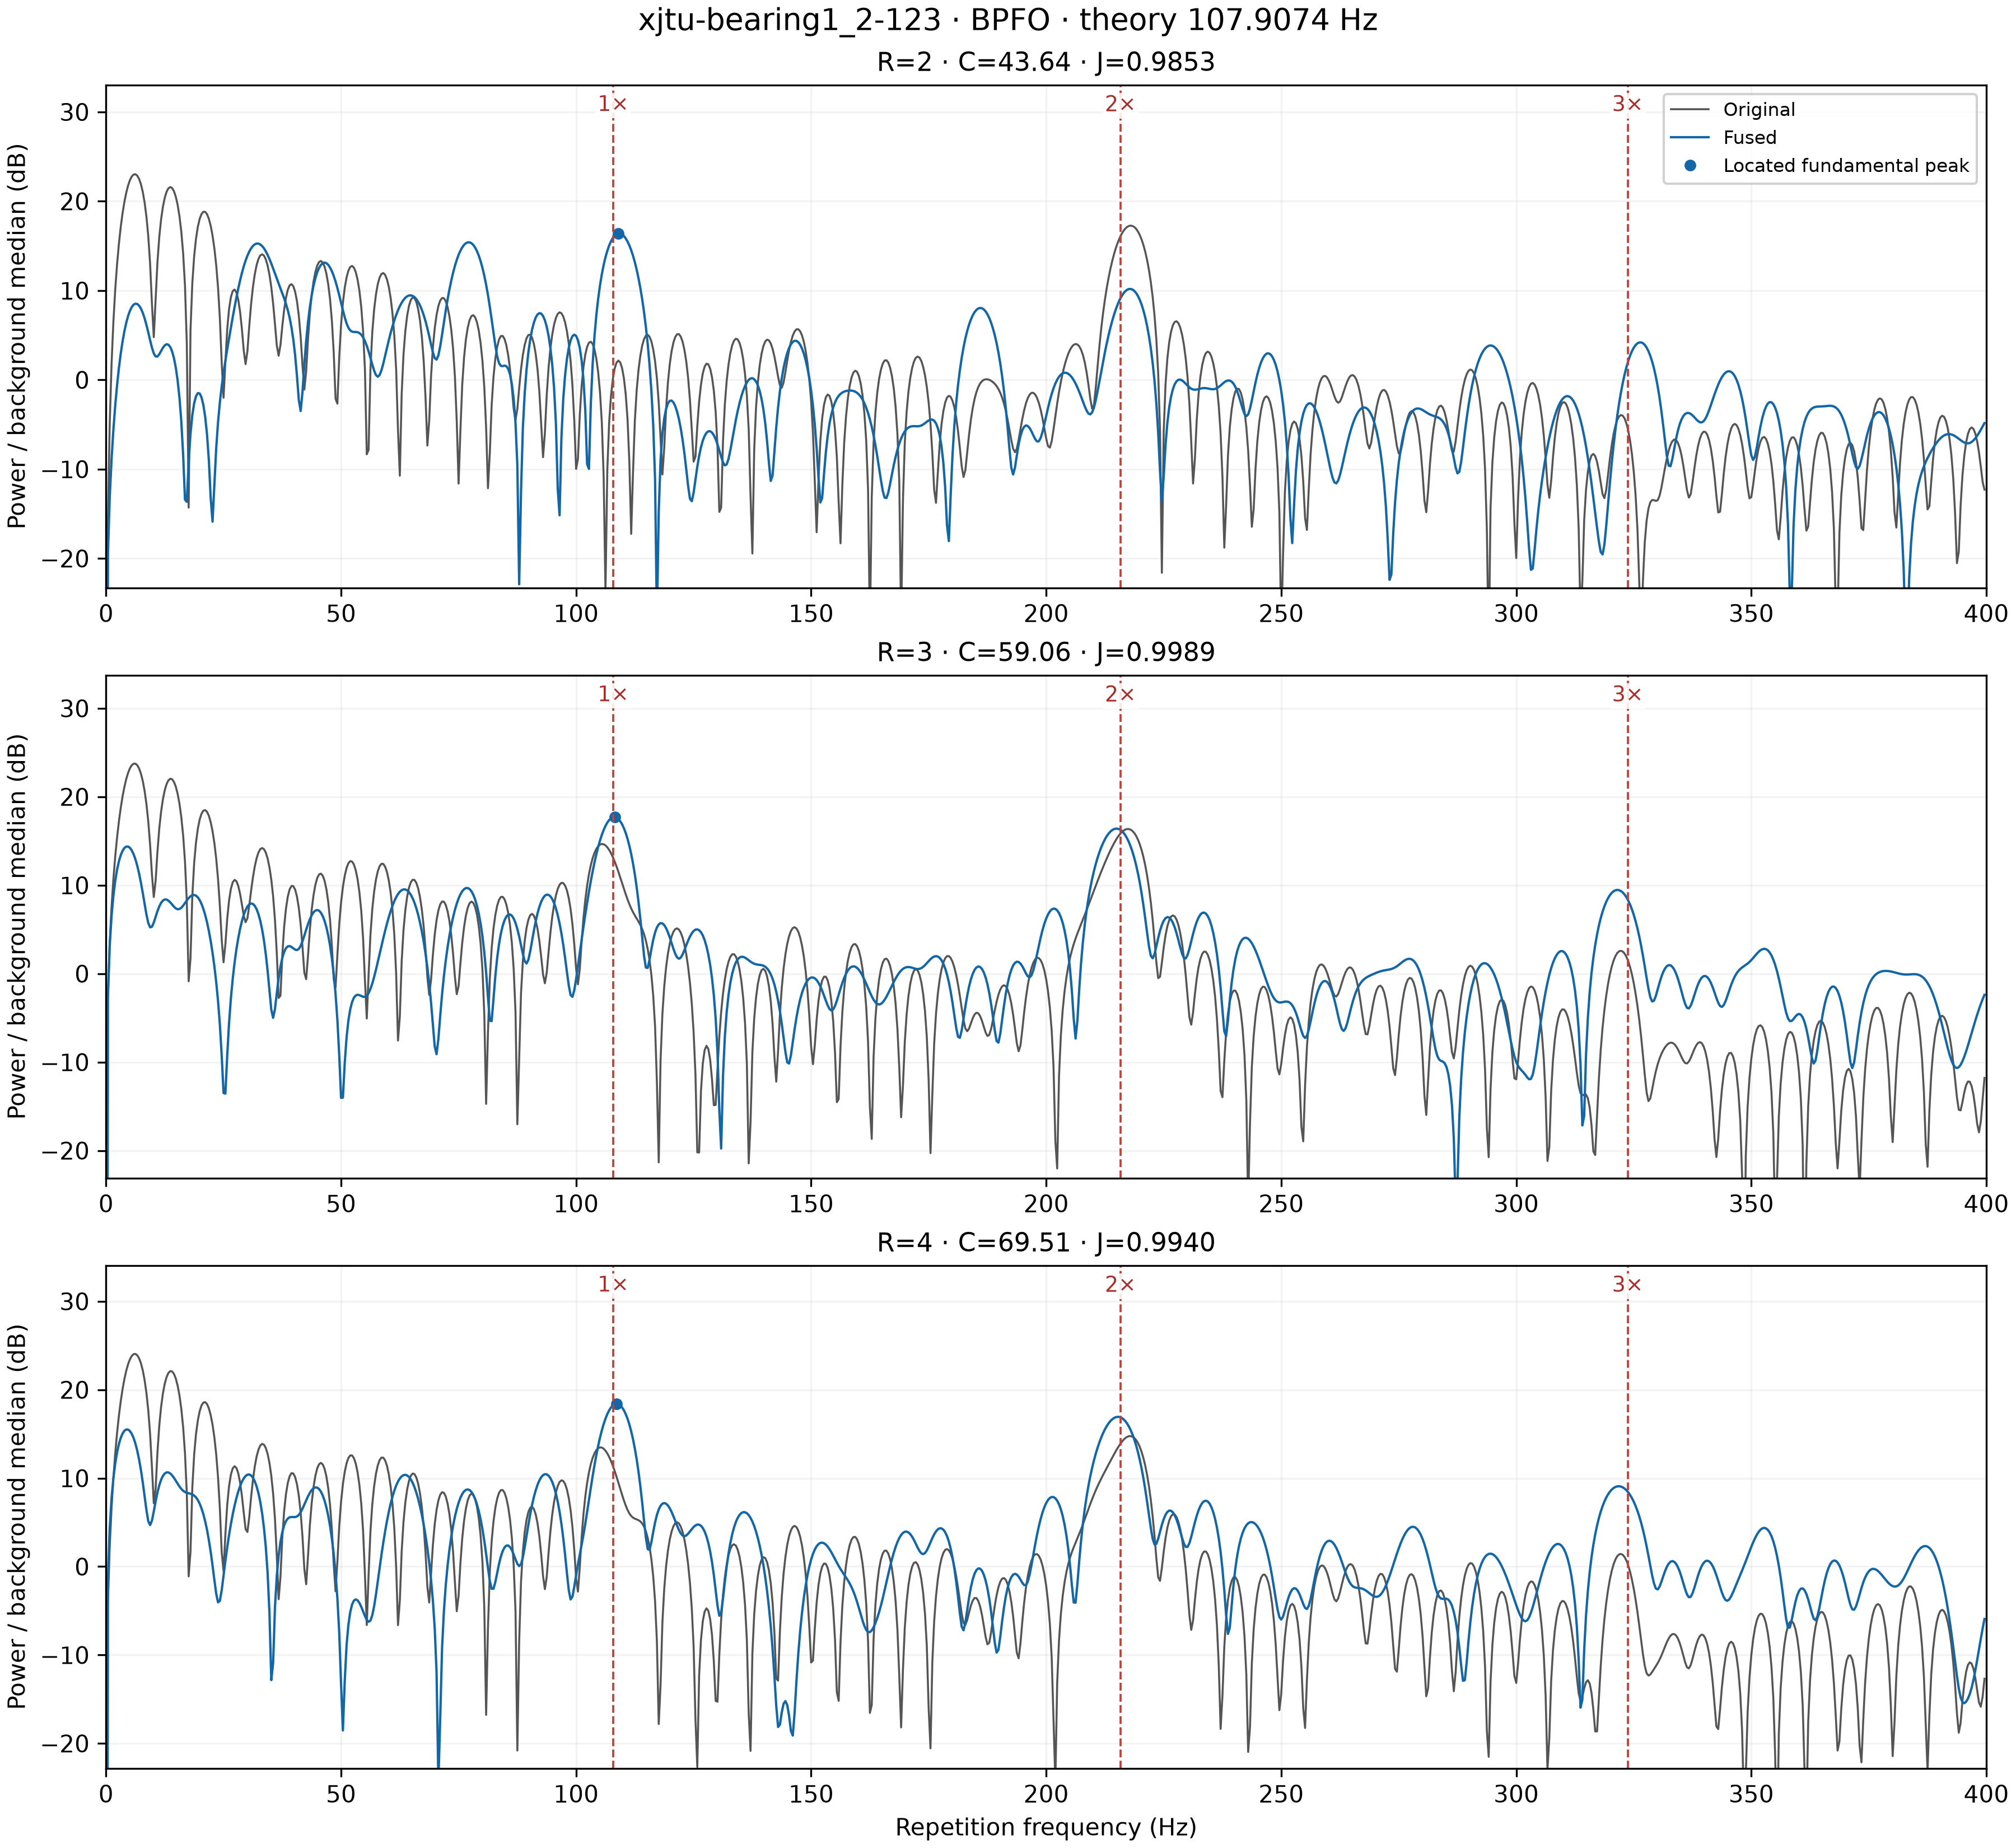 xjtu-bearing1_2-123 · BPFO · theory 107.9074 Hz
R=2 · C=43.64 · J=0.9853
1× 2× 3×
Original
Fused
Located fundamental peak
Power / background median (dB)
30
20
10
0
−10
−20
0 50 100 150 200 250 300 350 400
R=3 · C=59.06 · J=0.9989
1× 2× 3×
Power / background median (dB)
30
20
10
0
−10
−20
0 50 100 150 200 250 300 350 400
R=4 · C=69.51 · J=0.9940
1× 2× 3×
Power / background median (dB)
30
20
10
0
−10
−20
0 50 100 150 200 250 300 350 400
Repetition frequency (Hz)